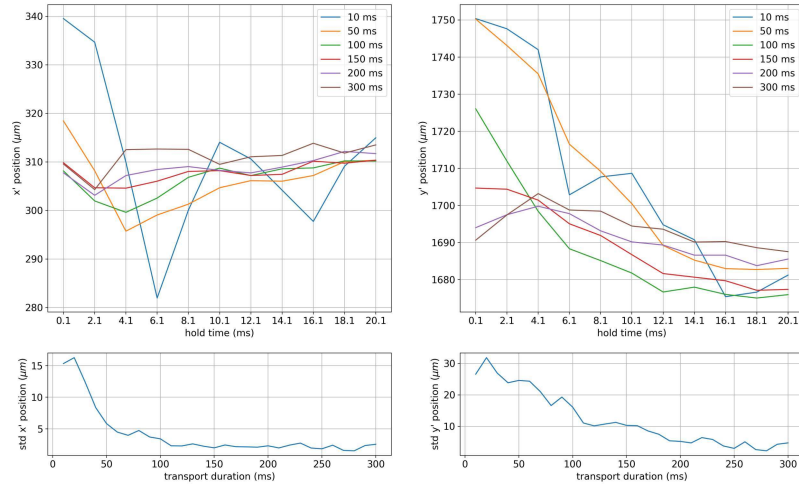 340
330
320
310
300
290
280
x' position (μm)
0.1 2.1 4.1 6.1 8.1 10.1 12.1 14.1 16.1 18.1 20.1
hold time (ms)
10 ms
50 ms
100 ms
150 ms
200 ms
300 ms
1750
1740
1730
1720
1710
1700
1690
1680
y' position (μm)
0.1 2.1 4.1 6.1 8.1 10.1 12.1 14.1 16.1 18.1 20.1
hold time (ms)
10 ms
50 ms
100 ms
150 ms
200 ms
300 ms
15
10
5
std x' position (μm)
0 50 100 150 200 250 300
transport duration (ms)
30
20
10
std y' position (μm)
0 50 100 150 200 250 300
transport duration (ms)